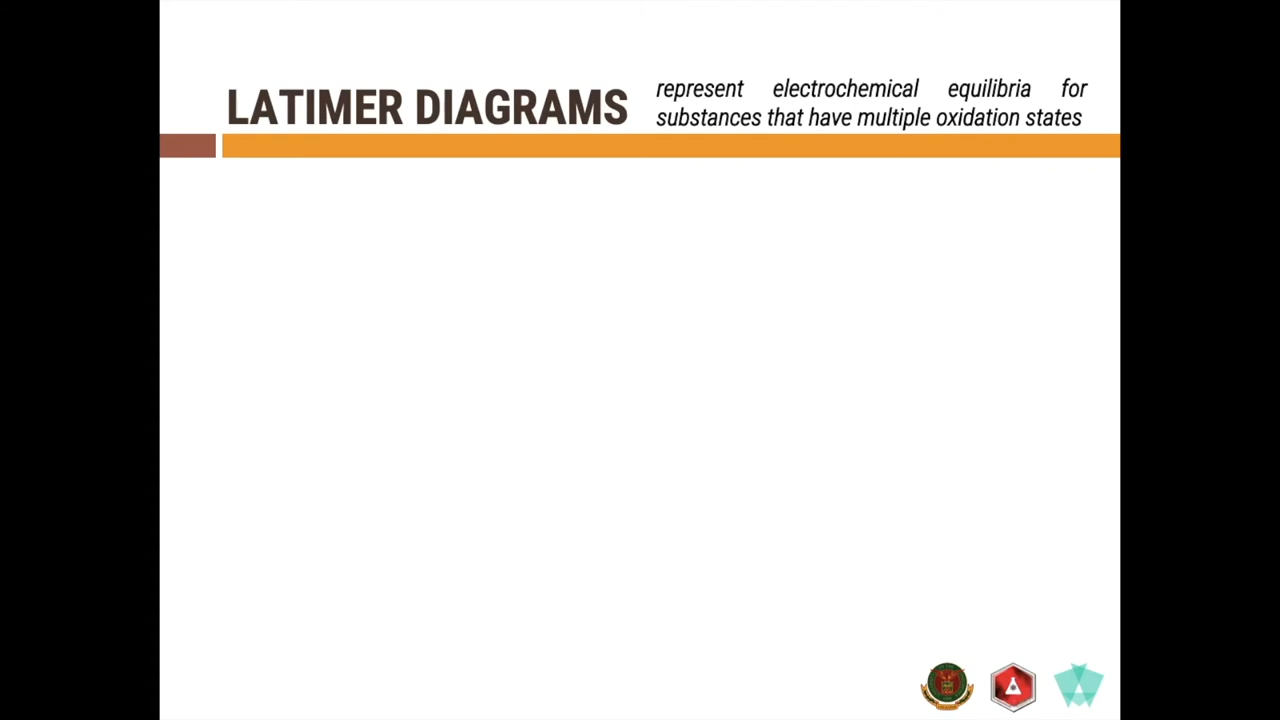 LATIMER DIAGRAMS
represent electrochemical equilibria for
substances that have multiple oxidation states